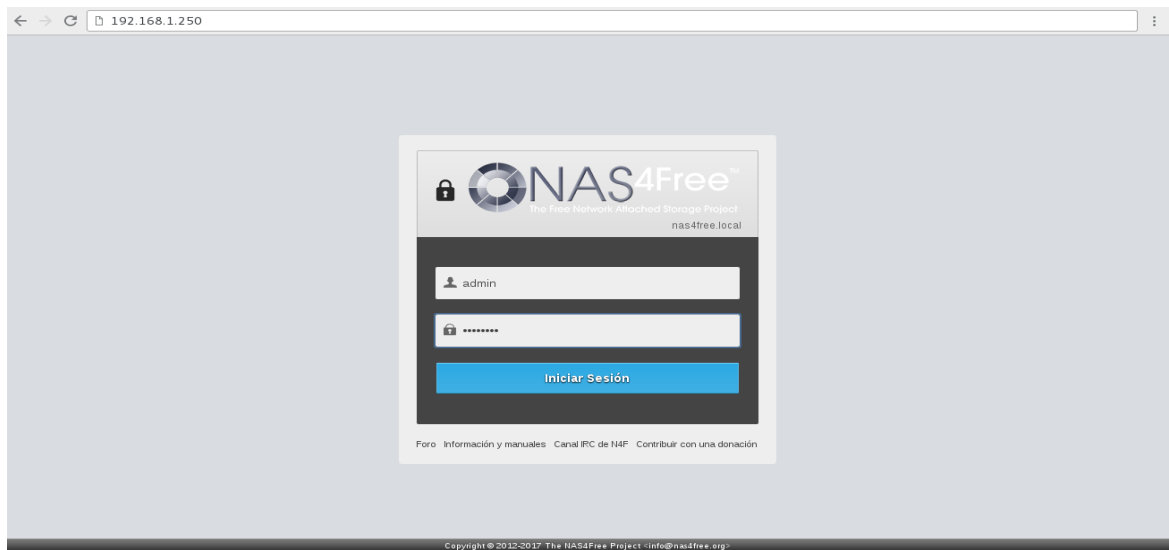 192.168.1.250
NAS4Free™
The Free Network Attached Storage Project
nas4free.local
admin
••••••••
Iniciar Sesión
Foro Información y manuales Canal IRC de N4F Contribuir con una donación
Copyright © 2012-2017 The NAS4Free Project <info@nas4free.org>